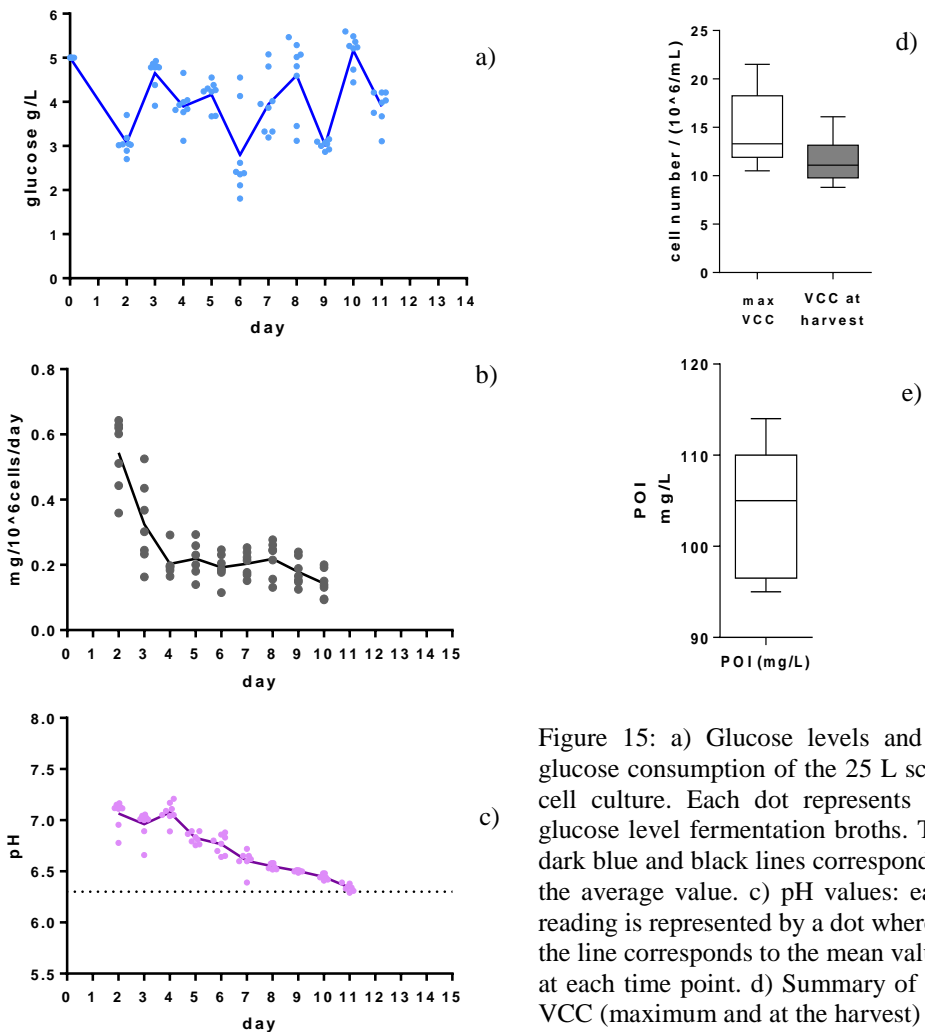 6
5
4
3
2
1
0
glucose g/L
0 2 3 4 5 6 7 8 9 10 11 12 13 14
day
a)
0.8
0.6
0.4
0.2
0.0
mg/10^6cells/day
0 1 2 3 4 5 6 7 8 9 10 11 12 13 14 15
day
b)
8.0
7.5
7.0
6.5
6.0
5.5
pH
0 1 2 3 4 5 6 7 8 9 10 11 12 13 14 15
day
c)
25
20
15
10
5
0
cell number / (10^6/mL)
max VCC at
VCC harvest
d)
120
110
100
90
POI
mg/L
POI (mg/L)
e)
Figure 15: a) Glucose levels and
glucose consumption of the 25 L sc
cell culture. Each dot represents
glucose level fermentation broths. T
dark blue and black lines correspond
the average value. c) pH values: ea
reading is represented by a dot where
the line corresponds to the mean valu
at each time point. d) Summary of
VCC (maximum and at the harvest)